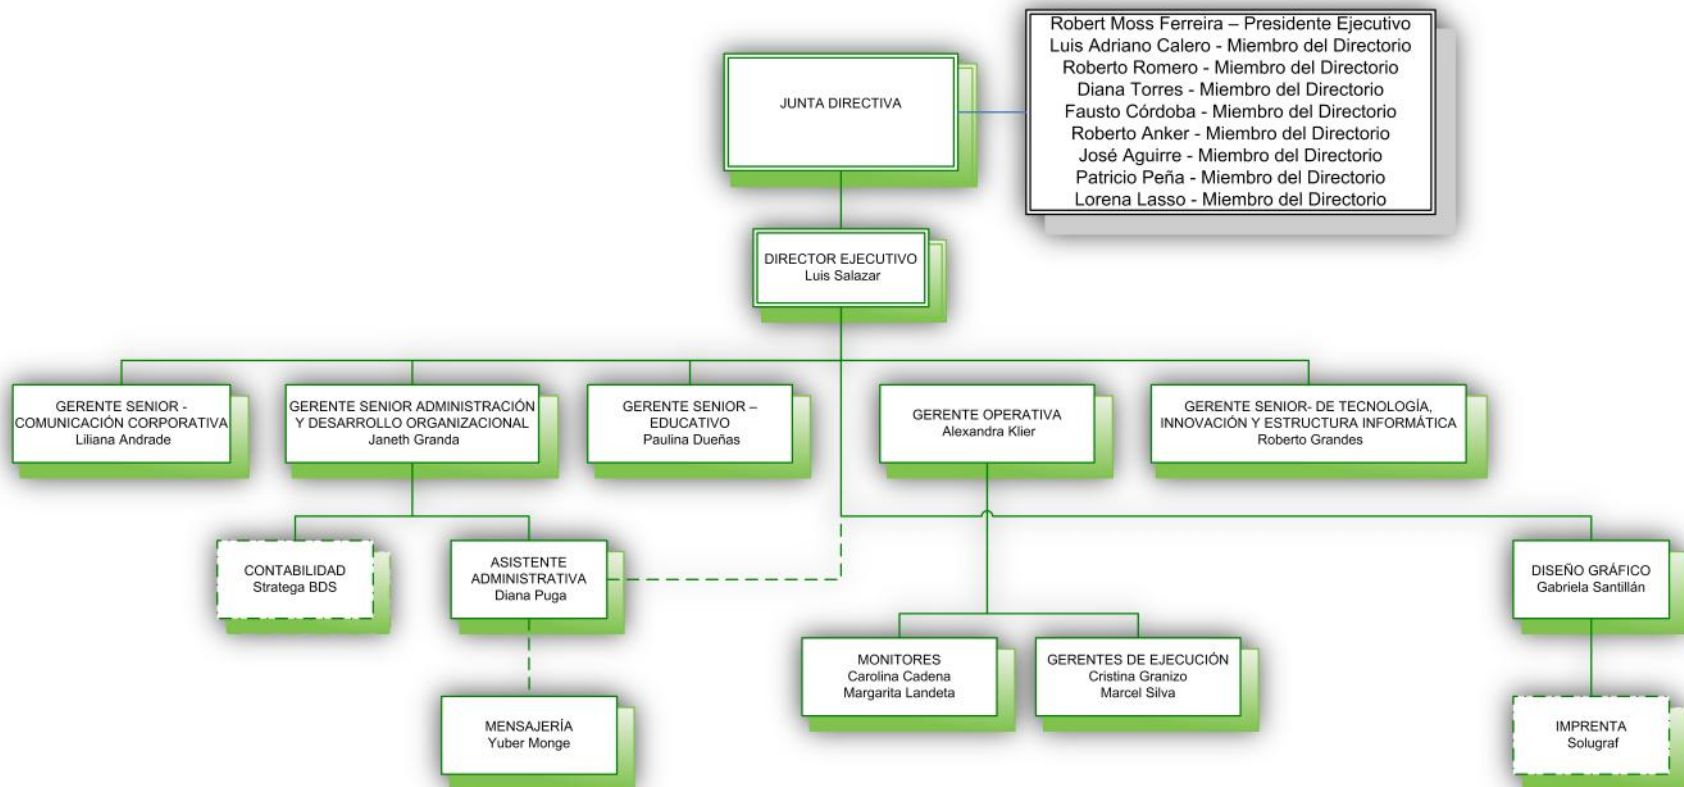 JUNTA DIRECTIVA
Robert Moss Ferreira – Presidente Ejecutivo
Luis Adriano Calero - Miembro del Directorio
Roberto Romero - Miembro del Directorio
Diana Torres - Miembro del Directorio
Fausto Córdoba - Miembro del Directorio
Roberto Anker - Miembro del Directorio
José Aguirre - Miembro del Directorio
Patricio Peña - Miembro del Directorio
Lorena Lasso - Miembro del Directorio
DIRECTOR EJECUTIVO
Luis Salazar
GERENTE SENIOR -
COMUNICACIÓN CORPORATIVA
Liliana Andrade
GERENTE SENIOR ADMINISTRACIÓN
Y DESARROLLO ORGANIZACIONAL
Janeth Granda
GERENTE SENIOR –
EDUCATIVO
Paulina Dueñas
GERENTE OPERATIVA
Alexandra Klier
GERENTE SENIOR- DE TECNOLOGÍA,
INNOVACIÓN Y ESTRUCTURA INFORMÁTICA
Roberto Grandes
CONTABILIDAD
Stratega BDS
ASISTENTE
ADMINISTRATIVA
Diana Puga
DISEÑO GRÁFICO
Gabriela Santillán
MONITORES
Carolina Cadena
Margarita Landeta
GERENTES DE EJECUCIÓN
Cristina Granizo
Marcel Silva
MENSAJERÍA
Yuber Monge
IMPRENTA
Solugraf